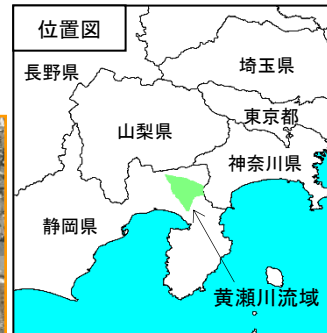 位置図
長野県
埼玉県
東京都
山梨県
神奈川県
静岡県
黄瀬川流域